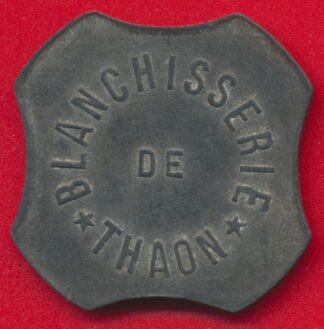 BLANCHISSERIE
DE
★ THAON ★